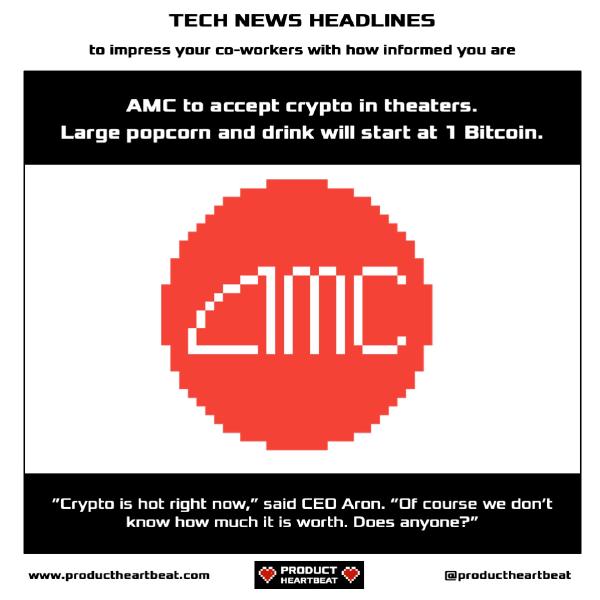 TECH NEWS HEADLINES
to impress your co-workers with how informed you are
AMC to accept crypto in theaters.
Large popcorn and drink will start at 1 Bitcoin.
amc
"Crypto is hot right now," said CEO Aron. "Of course we don't
know how much it is worth. Does anyone?"
www.productheartbeat.com
PRODUCT
HEARTBEAT
@productheartbeat